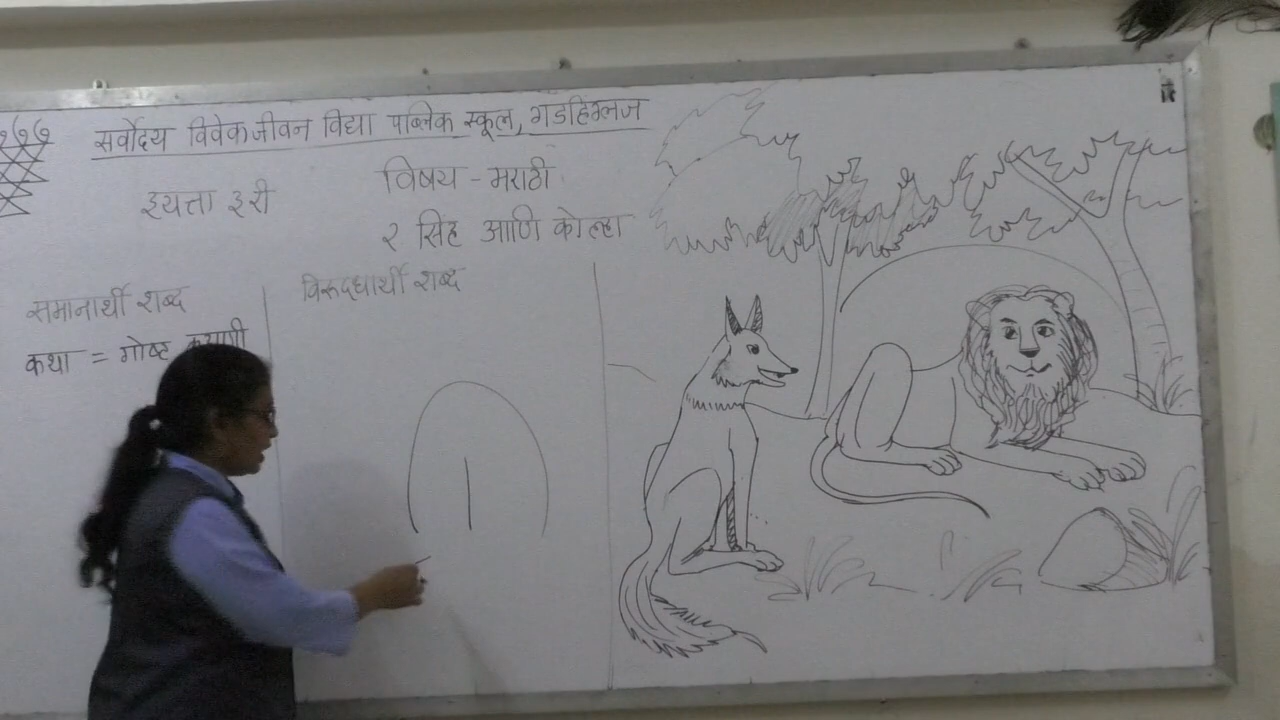 सर्वोदय विवेकजीवन विद्या पब्लिक स्कूल, गडहिंग्लज
इयत्ता ३री
विषय - मराठी
२ सिंह आणि कोल्हा
समानार्थी शब्द
विरूद्धार्थी शब्द
कथा = गोष्ट